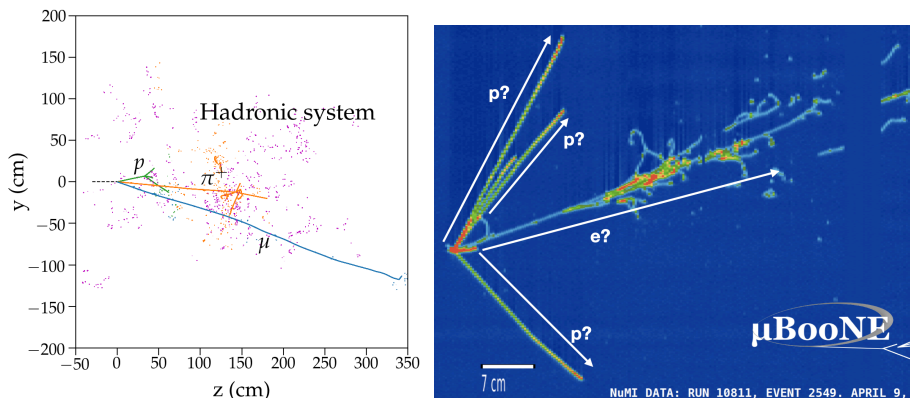 200
150
100
50
0
−50
−100
−150
−200
y (cm)
Hadronic system
p
π⁺
μ
−50 0 50 100 150 200 250 300 350
z (cm)
p?
p?
e?
p?
7 cm
μBooNE
NuMI DATA: RUN 10811, EVENT 2549. APRIL 9,